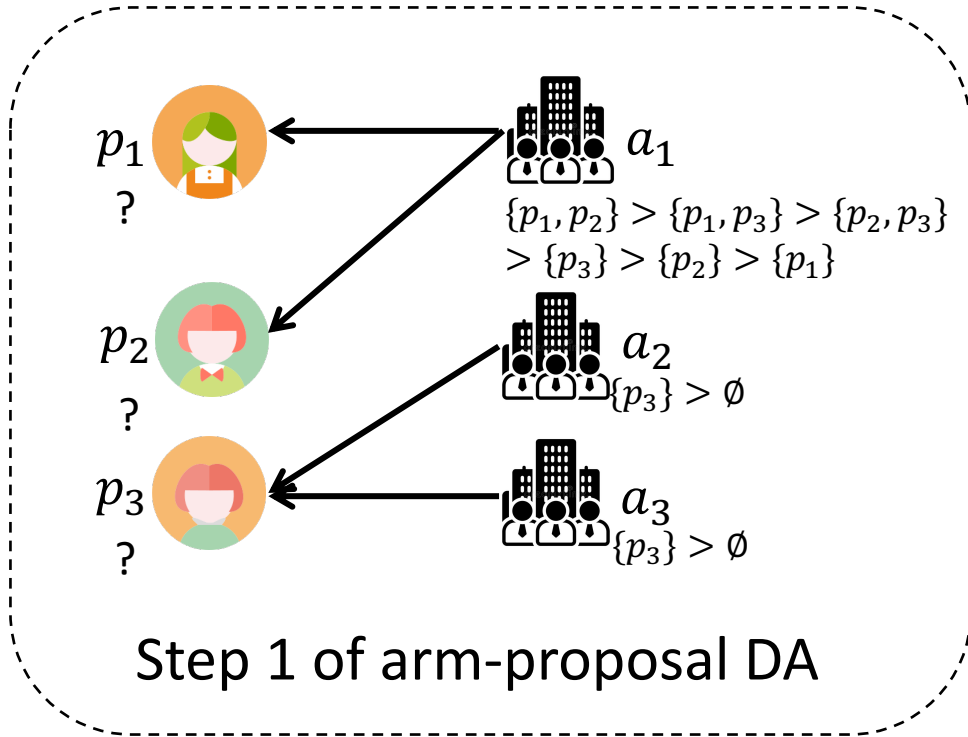 p₁
?
a₁
{p₁, p₂} > {p₁, p₃} > {p₂, p₃}
> {p₃} > {p₂} > {p₁}
p₂
?
a₂
{p₃} > ∅
p₃
?
a₃
{p₃} > ∅
Step 1 of arm-proposal DA